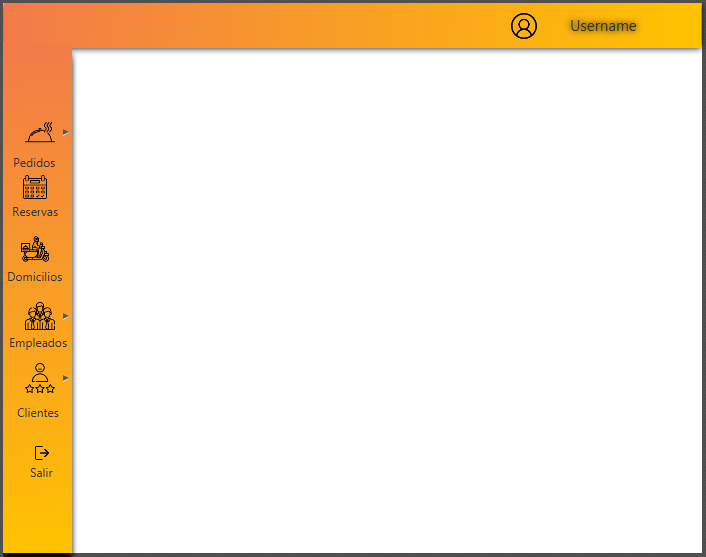 Username
Pedidos
Reservas
Domicilios
Empleados
Clientes
Salir